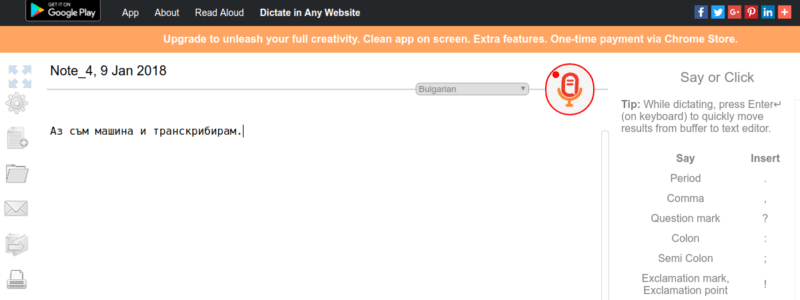 GET IT ON
Google Play
App About Read Aloud Dictate in Any Website
Upgrade to unleash your full creativity. Clean app on screen. Extra features. One-time payment via Chrome Store.
Note_4, 9 Jan 2018
Bulgarian
Аз съм машина и транскрибирам.
Say or Click
Tip: While dictating, press Enter↵
(on keyboard) to quickly move
results from buffer to text editor.
Say Insert
Period .
Comma ,
Question mark ?
Colon :
Semi Colon ;
Exclamation mark,
Exclamation point !